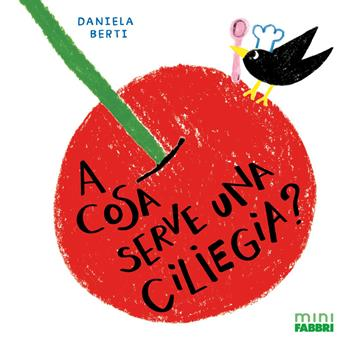 DANIELA
BERTI
A
COSA
SERVE UNA
CILIEGIA?
mini
FABBRI